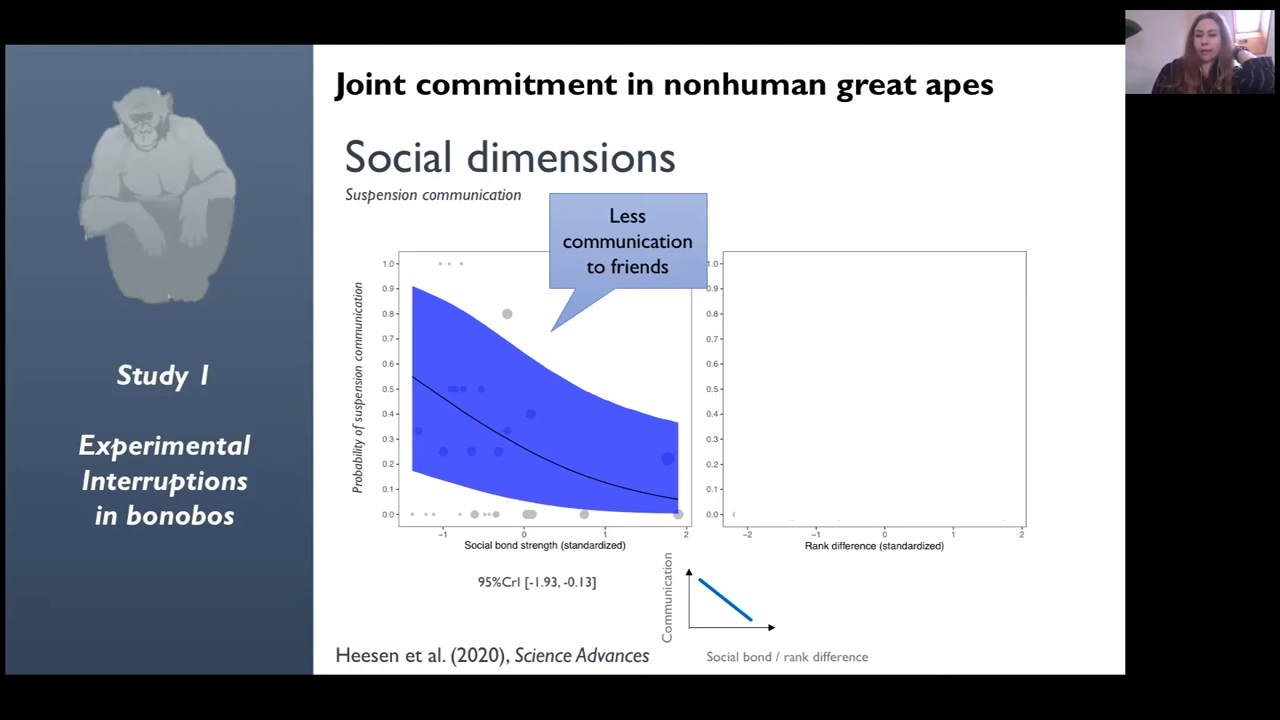 Joint commitment in nonhuman great apes
Social dimensions
Suspension communication
Less
communication
to friends
Study 1
Experimental
Interruptions
in bonobos
Probability of suspension communication
1.0
0.9
0.8
0.7
0.6
0.5
0.4
0.3
0.2
0.1
0.0
−1
0
1
2
Social bond strength (standardized)
95%CrI [-1.93, -0.13]
1.0
0.9
0.8
0.7
0.6
0.5
0.4
0.3
0.2
0.1
0.0
−2
−1
0
1
2
Rank difference (standardized)
Communication
Social bond / rank difference
Heesen et al. (2020), Science Advances